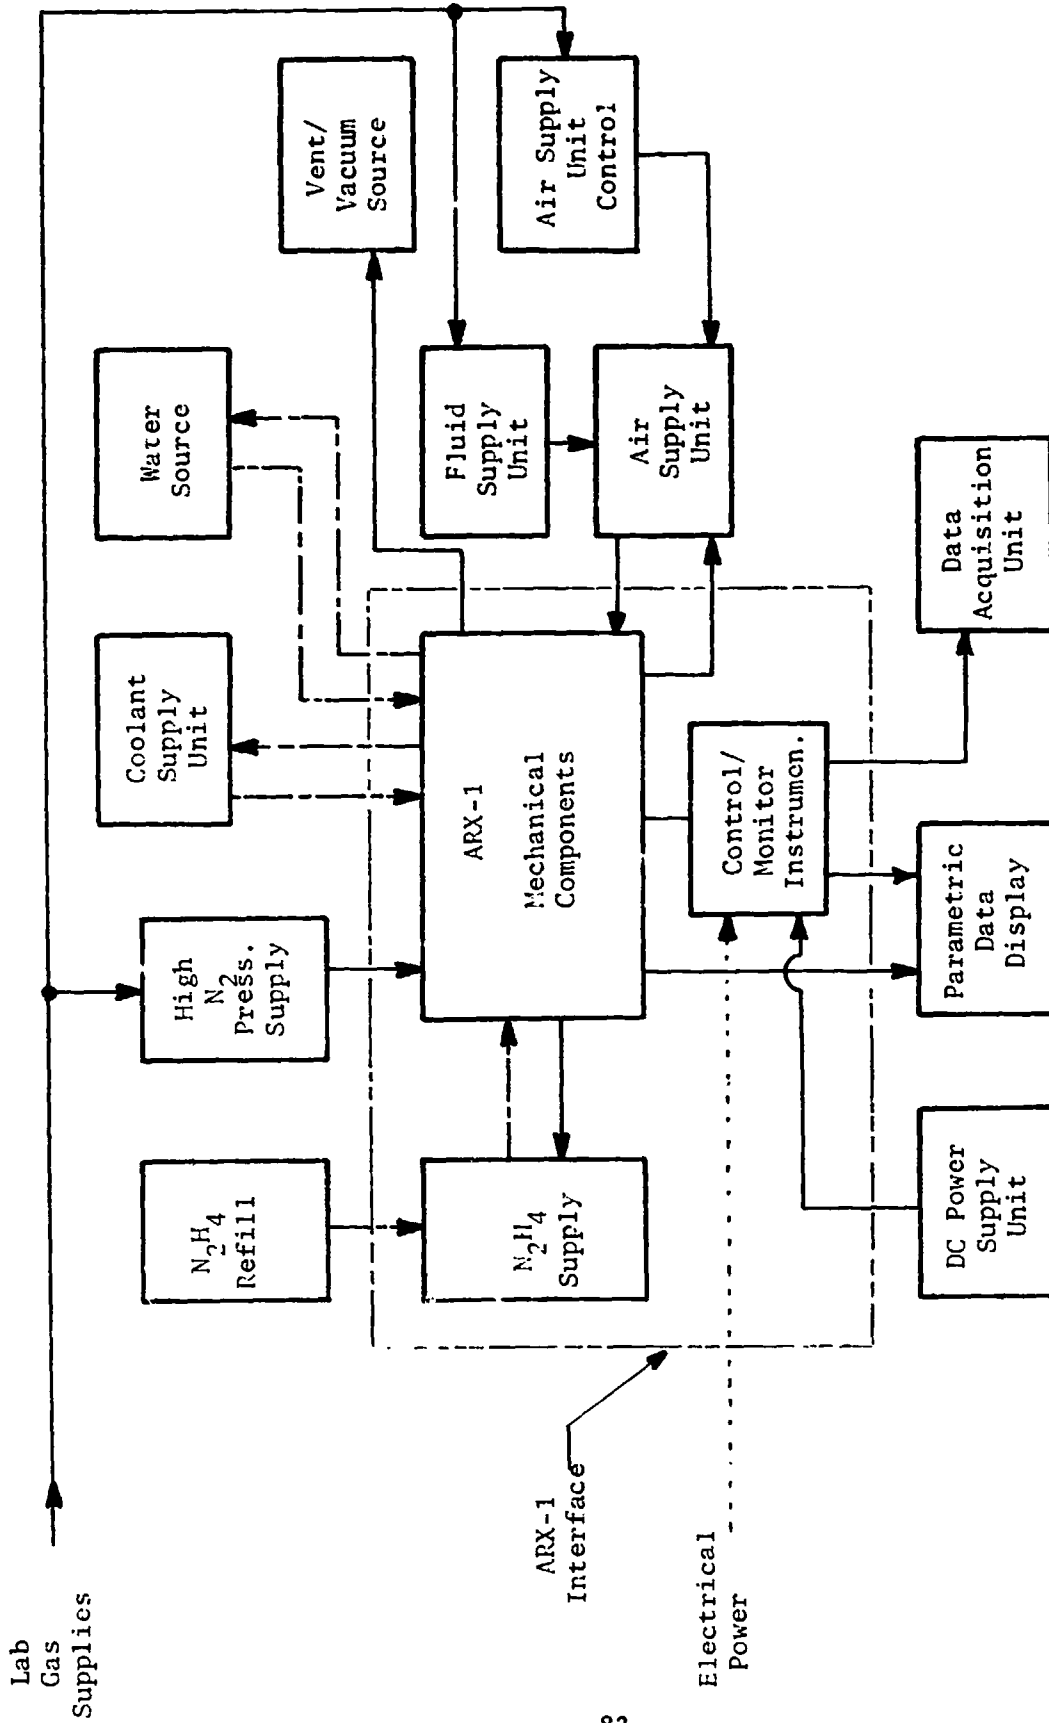 Lab
Gas
Supplies
N2H4
Refill
High
N2
Press.
Supply
Coolant
Supply
Unit
Water
Source
Vent/
Vacuum
Source
N2H4
Supply
ARX-1
Mechanical
Components
Fluid
Supply
Unit
Air Supply
Unit
Control
Air
Supply
Unit
ARX-1
Interface
Control/
Monitor
Instrumen.
Electrical
Power
DC Power
Supply
Unit
Parametric
Data
Display
Data
Acquisition
Unit